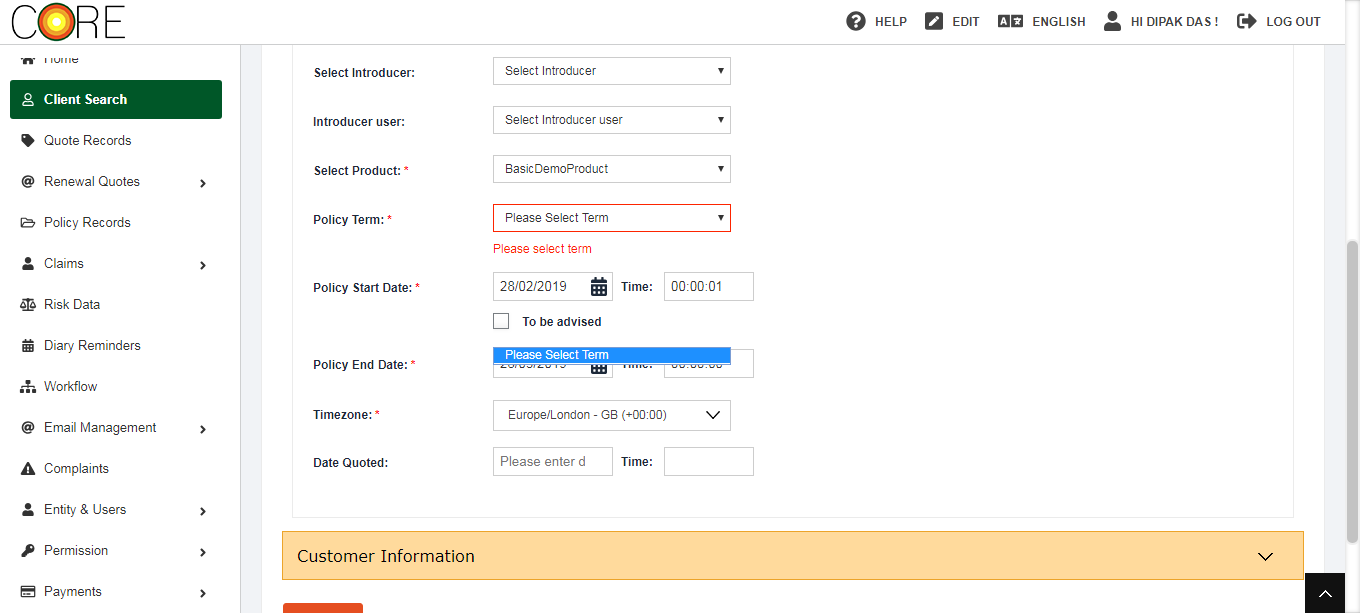 CORE
HELP
EDIT
ENGLISH
HI DIPAK DAS !
LOG OUT
Home
Client Search
Quote Records
Renewal Quotes
Policy Records
Claims
Risk Data
Diary Reminders
Workflow
Email Management
Complaints
Entity & Users
Permission
Payments
Select Introducer: Select Introducer
Introducer user: Select Introducer user
Select Product: * BasicDemoProduct
Policy Term: * Please Select Term
Please select term
Policy Start Date: * 28/02/2019 Time: 00:00:01
To be advised
Please Select Term
Policy End Date: * Time:
Timezone: * Europe/London - GB (+00:00)
Date Quoted: Please enter d Time:
Customer Information